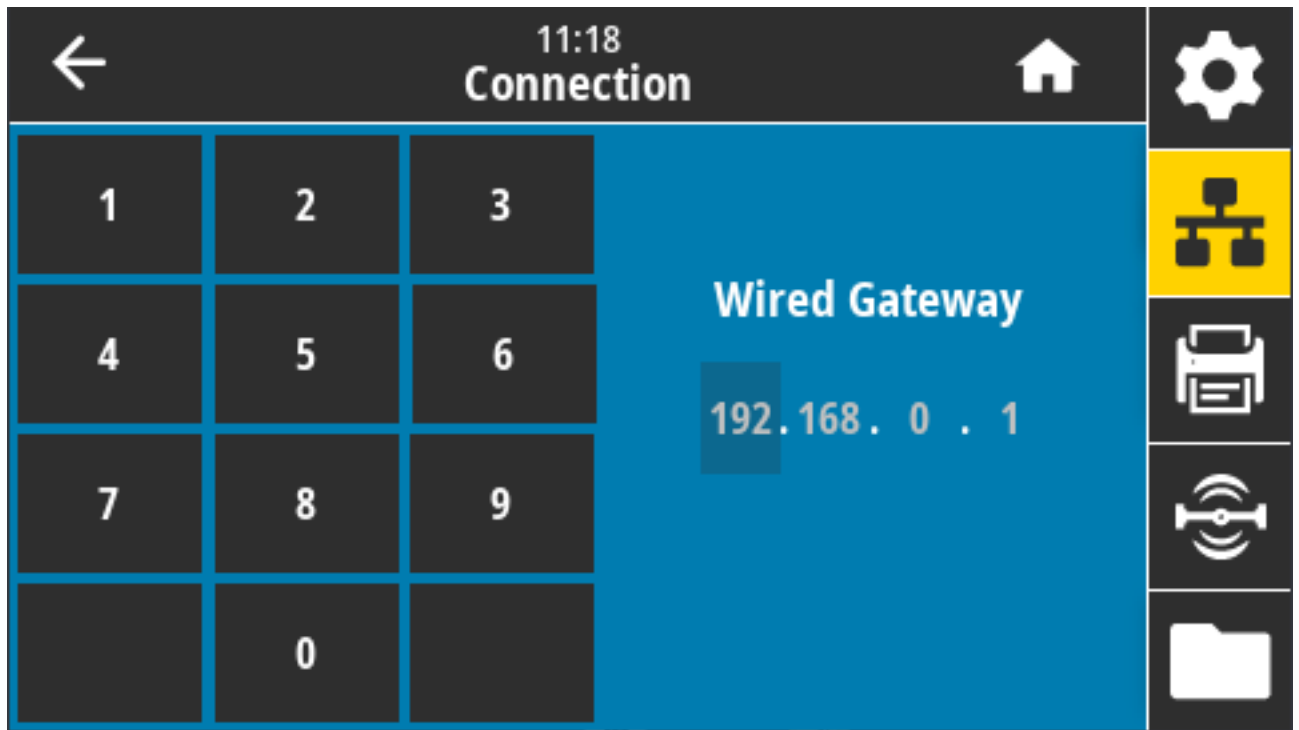 11:18
Connection
1 2 3
4 5 6
7 8 9
0
Wired Gateway
192.168. 0 . 1